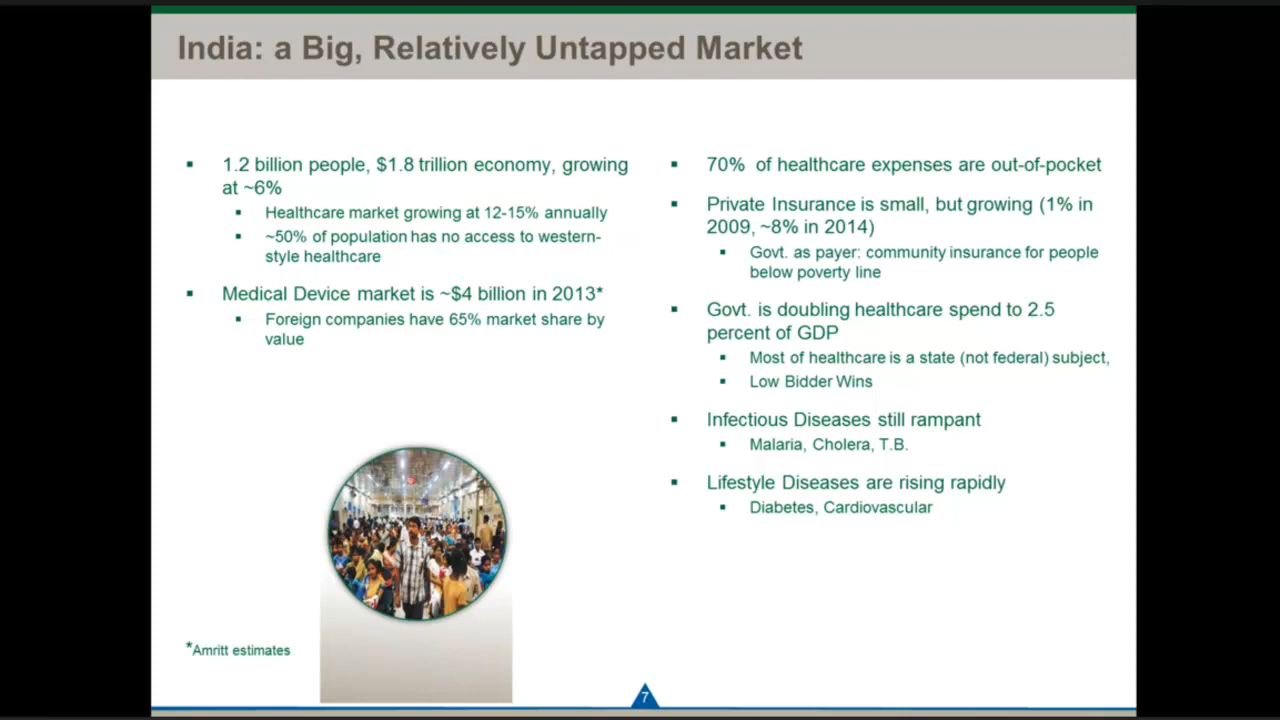 India: a Big, Relatively Untapped Market
1.2 billion people, $1.8 trillion economy, growing
at ~6%
Healthcare market growing at 12-15% annually
~50% of population has no access to western-
style healthcare
Medical Device market is ~$4 billion in 2013*
Foreign companies have 65% market share by
value
*Amritt estimates
70% of healthcare expenses are out-of-pocket
Private Insurance is small, but growing (1% in
2009, ~8% in 2014)
Govt. as payer: community insurance for people
below poverty line
Govt. is doubling healthcare spend to 2.5
percent of GDP
Most of healthcare is a state (not federal) subject,
Low Bidder Wins
Infectious Diseases still rampant
Malaria, Cholera, T.B.
Lifestyle Diseases are rising rapidly
Diabetes, Cardiovascular
7